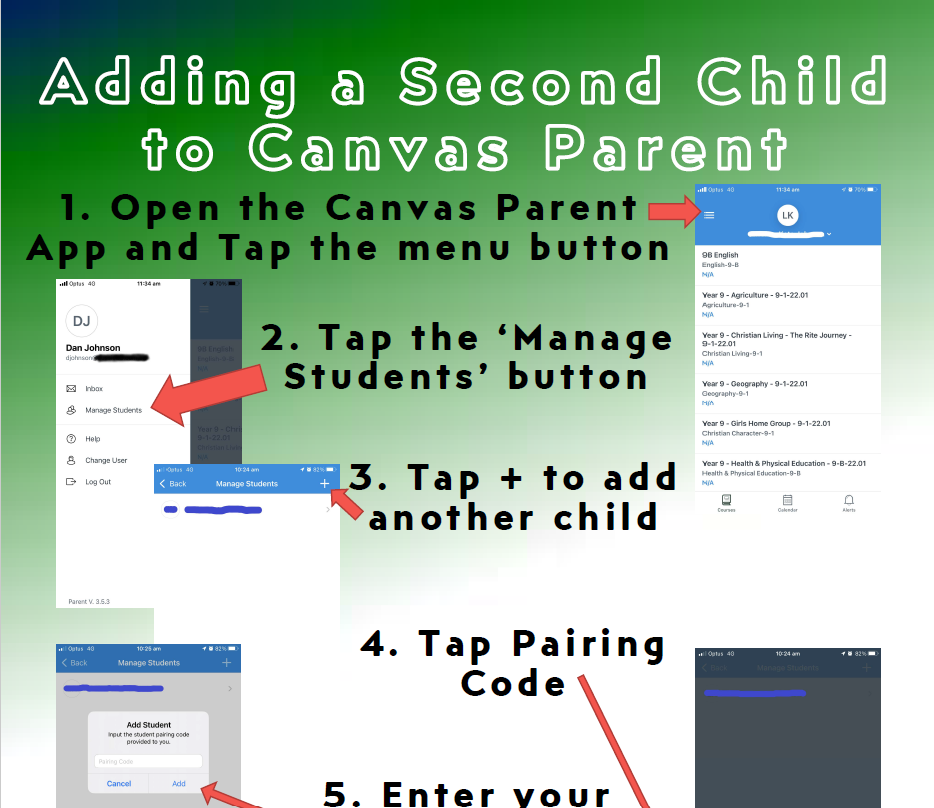 Adding a Second Child
to Canvas Parent
1. Open the Canvas Parent
App and Tap the menu button
Optus 4G 11:34 am 70%
LK
9B English
English-9-B
N/A
Year 9 - Agriculture - 9-1-22.01
Agriculture-9-1
N/A
Year 9 - Christian Living - The Rite Journey -
9-1-22.01
Christian Living-9-1
N/A
Year 9 - Geography - 9-1-22.01
Geography-9-1
N/A
Year 9 - Girls Home Group - 9-1-22.01
Christian Character-9-1
N/A
Year 9 - Health & Physical Education - 9-B-22.01
Health & Physical Education-9-B
N/A
Courses Calendar Alerts
2. Tap the ‘Manage
Students’ button
Optus 4G 11:34 am 70%
DJ
Dan Johnson
djohnson
Inbox
Manage Students
Help
Change User
Log Out
Parent V. 3.5.3
9B English
English-9-B
N/A
3. Tap + to add
another child
Optus 4G 10:24 am 82%
Back Manage Students +
4. Tap Pairing
Code
Optus 4G 10:24 am 82%
Back Manage Students +
Optus 4G 10:25 am 82%
Back Manage Students +
Add Student
Input the student pairing code
provided to you.
Pairing Code
Cancel Add
5. Enter your